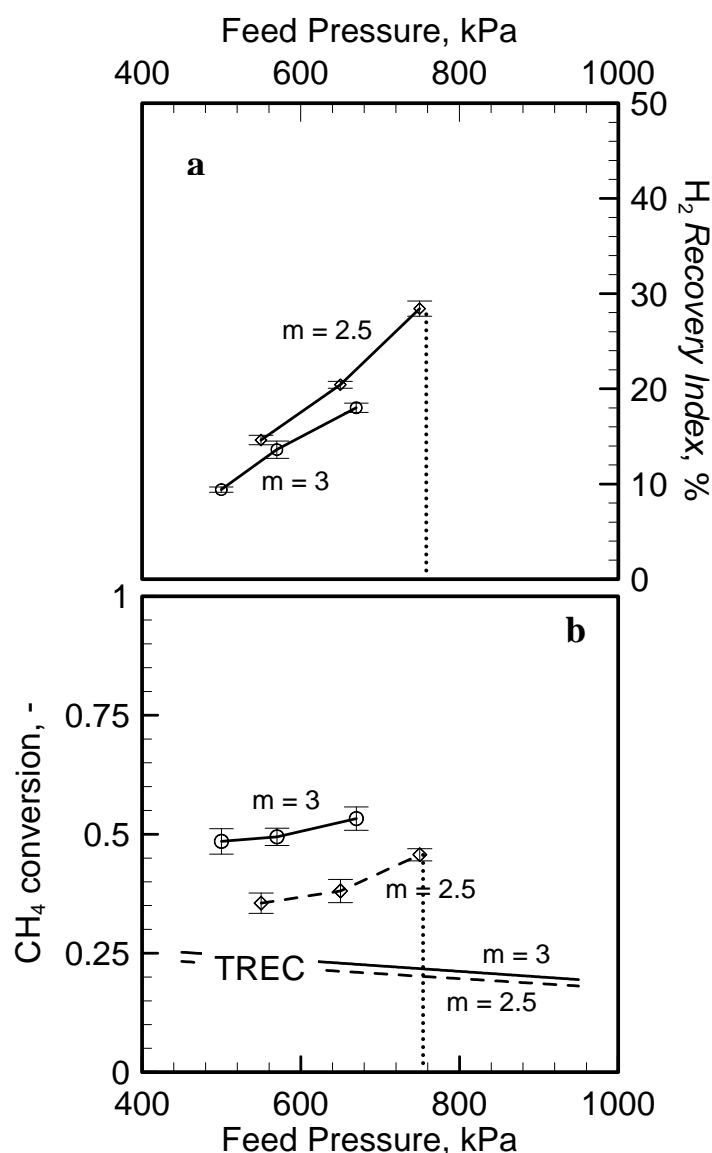 Feed Pressure, kPa
400 600 800 1000
a
50
40
30
20
10
0
H₂ Recovery Index, %
m = 2.5
m = 3
b
1
0.75
0.5
0.25
0
CH₄ conversion, -
m = 3
m = 2.5
TREC
m = 3
m = 2.5
400 600 800 1000
Feed Pressure, kPa